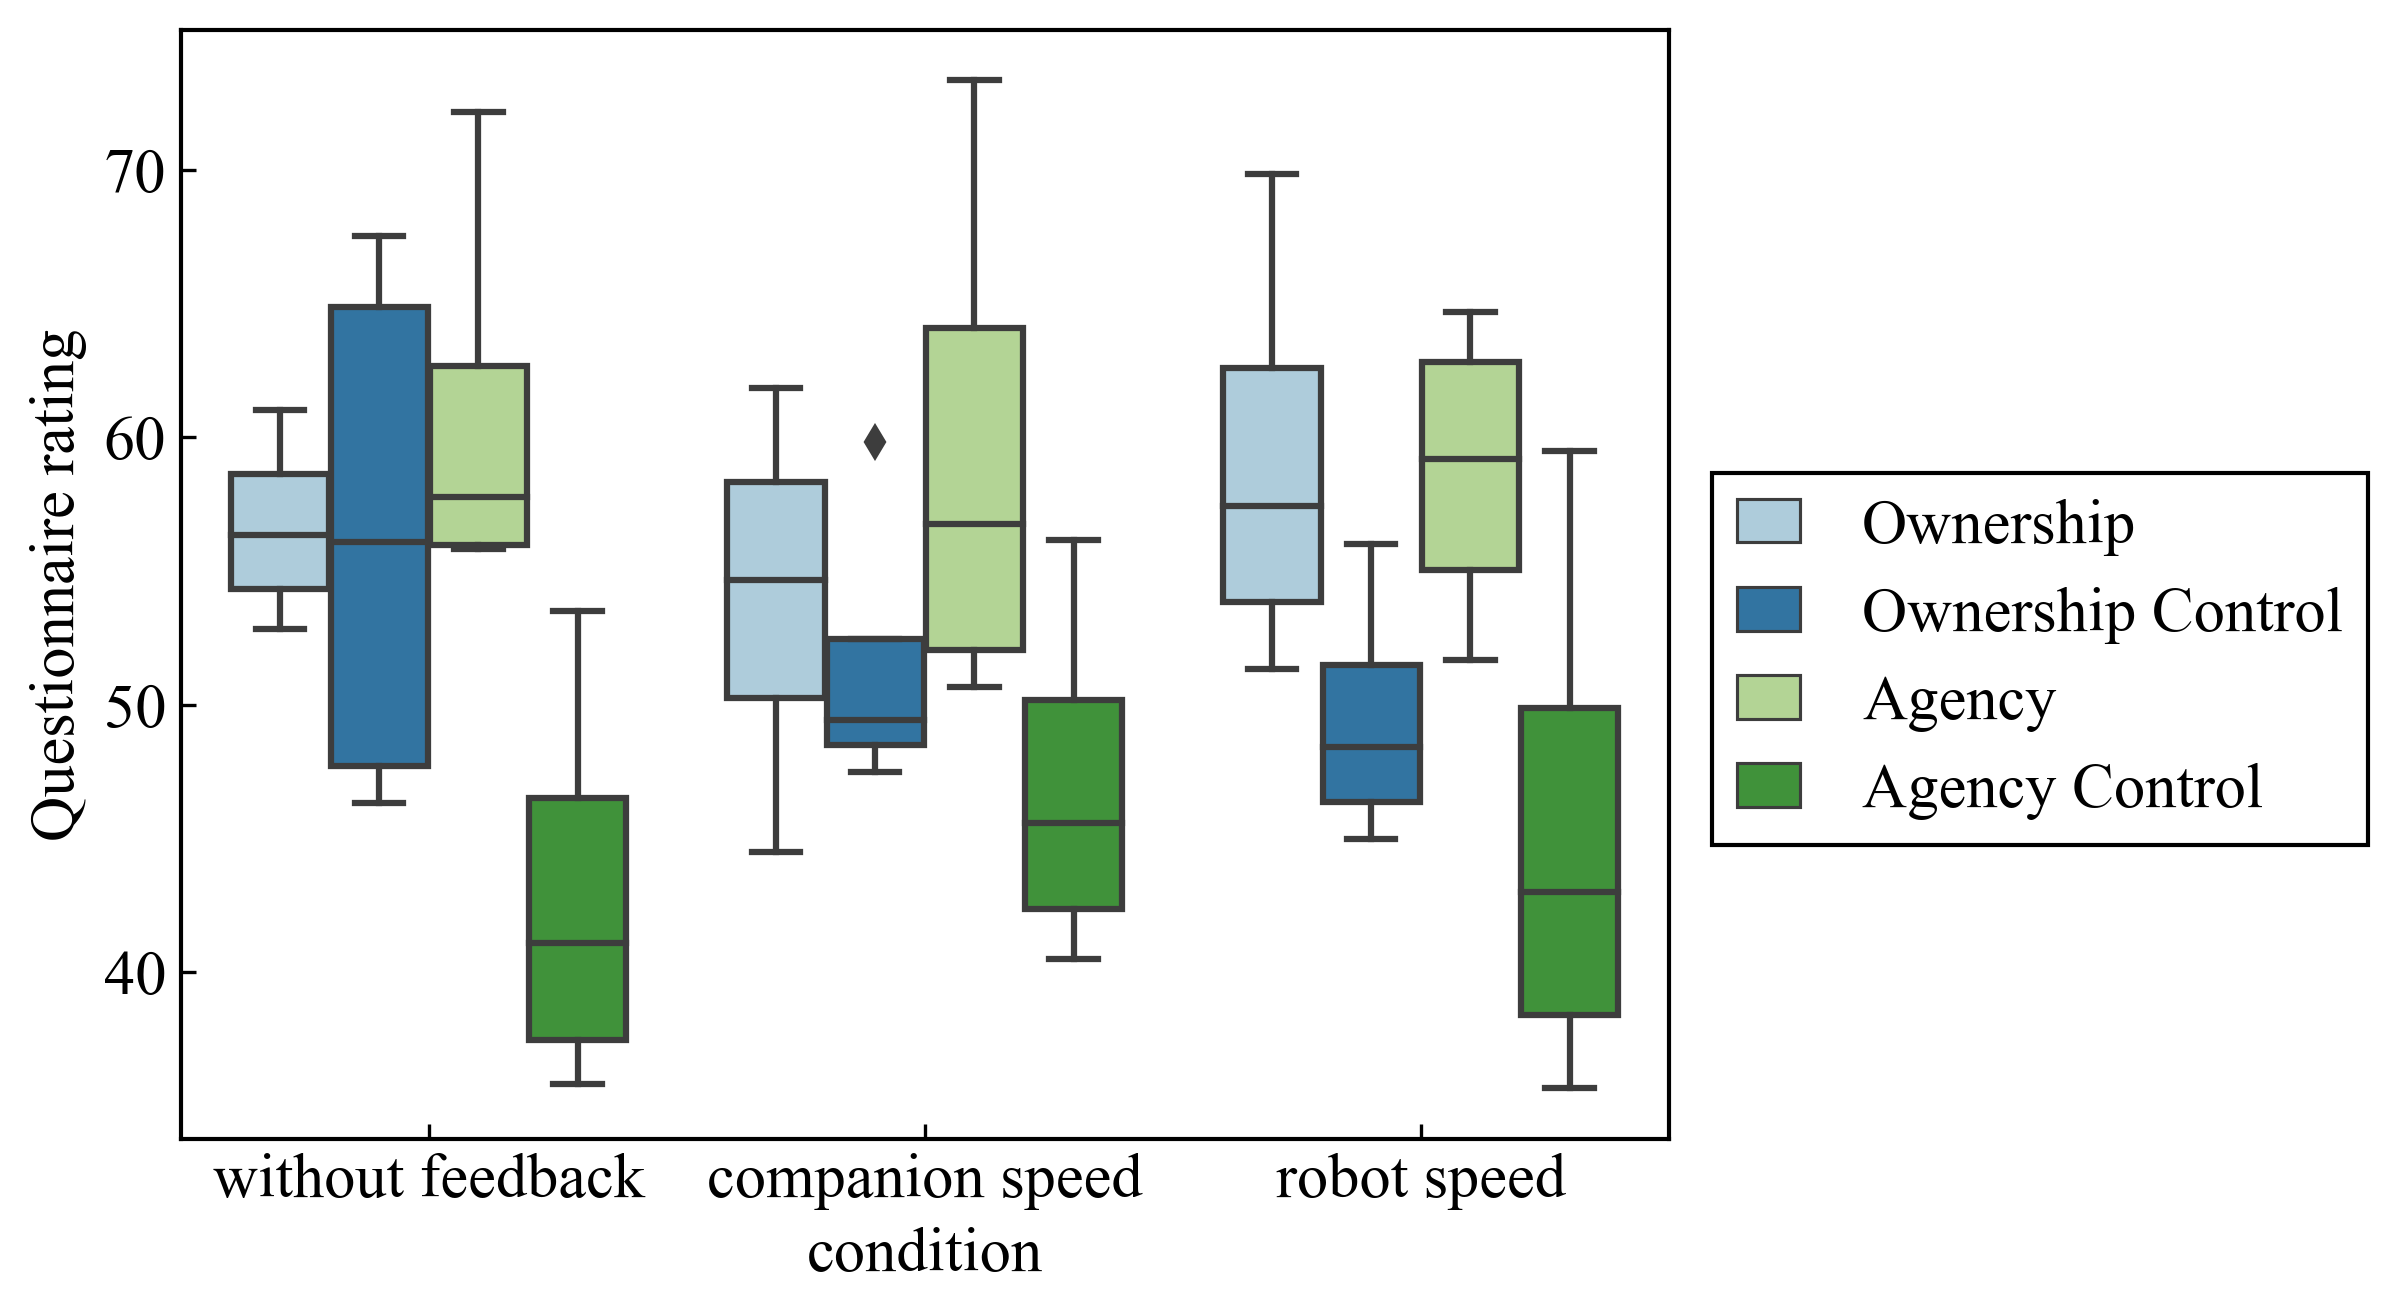 Questionnaire rating
70
60
50
40
without feedback
companion speed
robot speed
condition
Ownership
Ownership Control
Agency
Agency Control